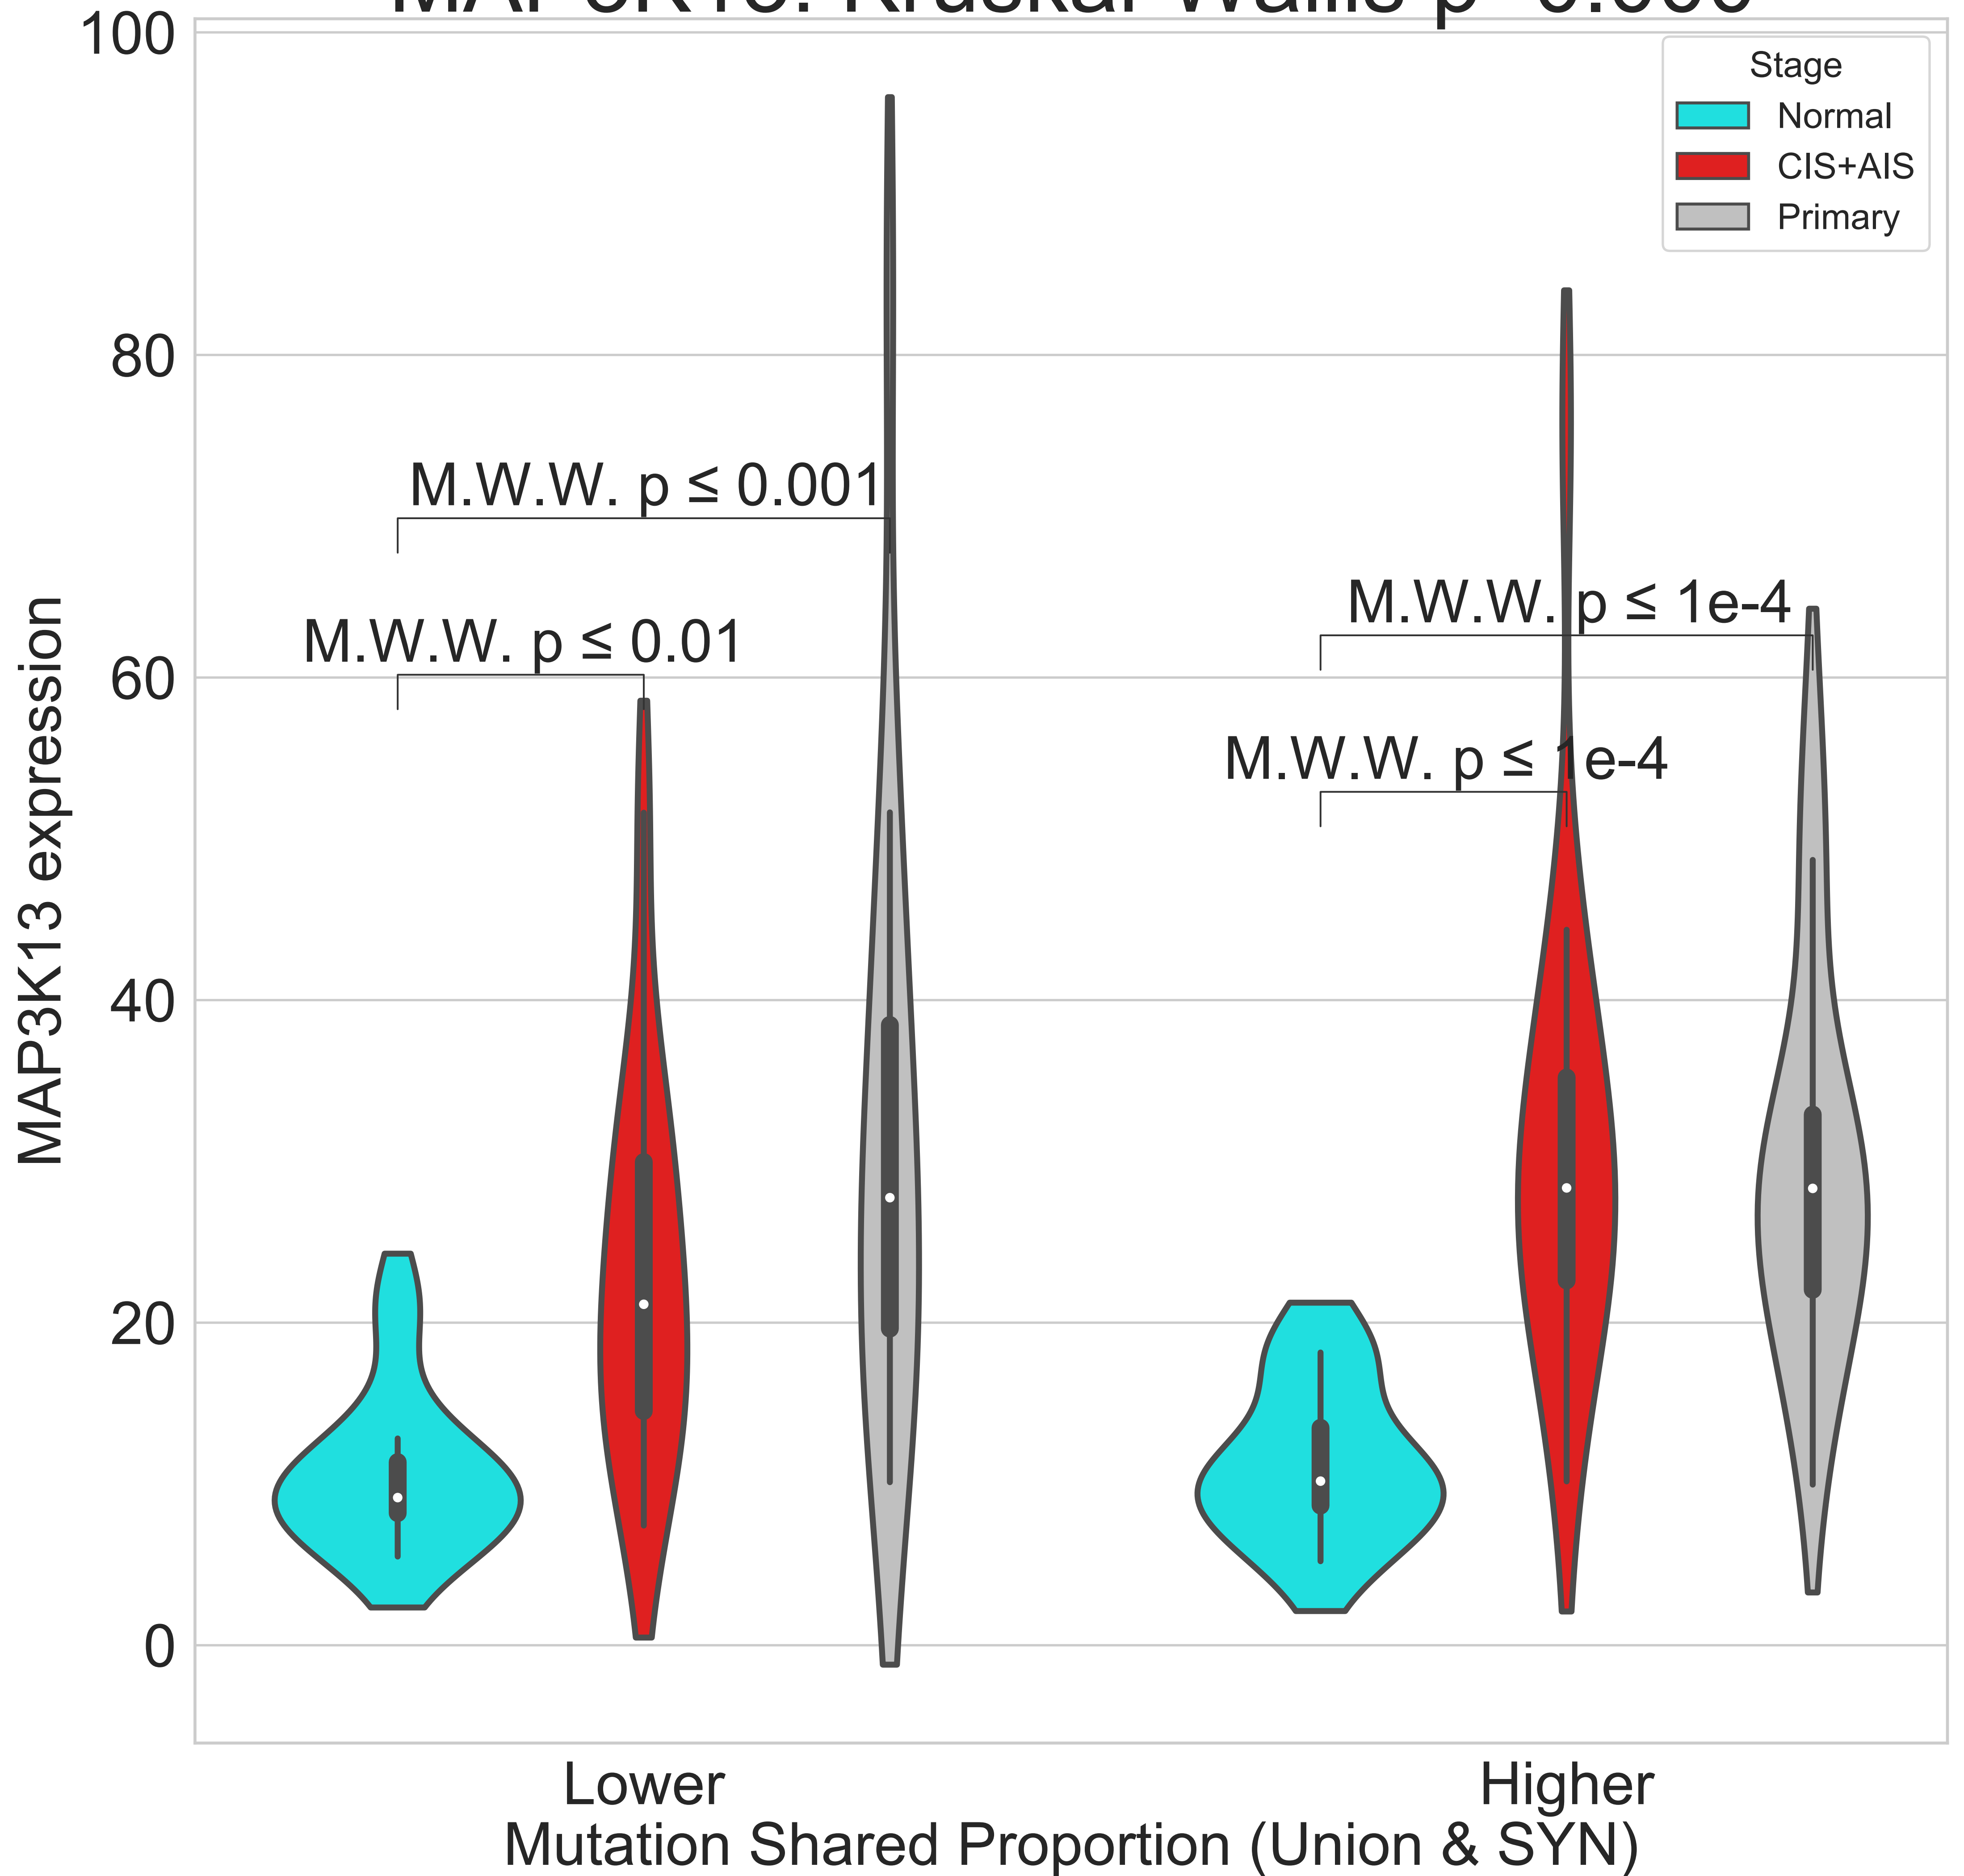 100
80
60
40
20
0
MAP3K13 expression
Stage
Normal
CIS+AIS
Primary
M.W.W. p ≤ 0.001
M.W.W. p ≤ 0.01
M.W.W. p ≤ 1e-4
M.W.W. p ≤ 1e-4
Lower
Higher
Mutation Shared Proportion (Union & SYN)